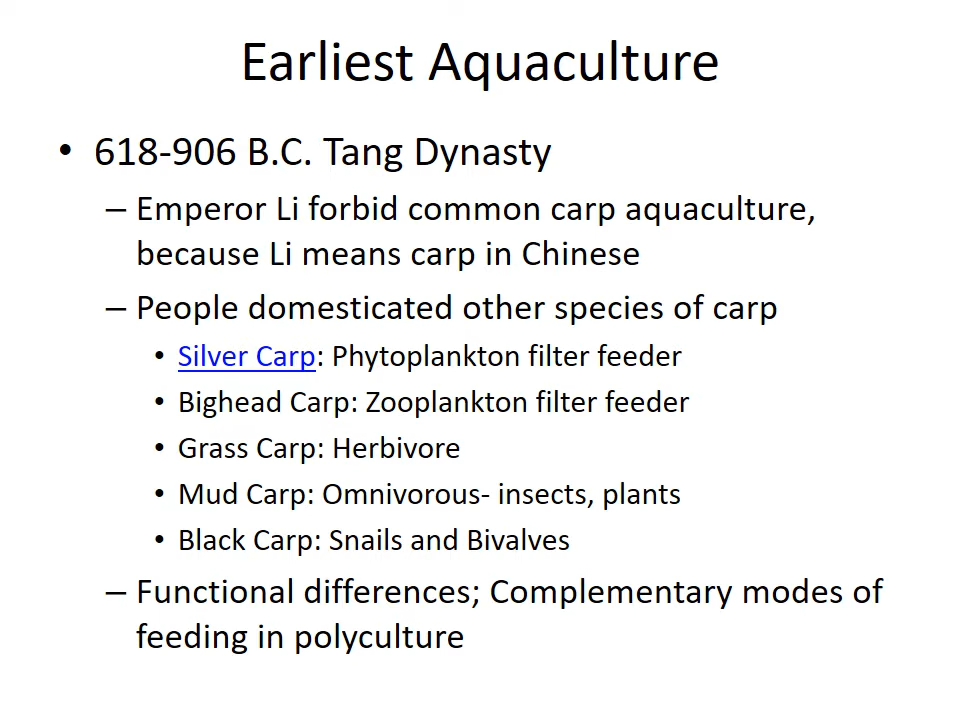 Earliest Aquaculture
• 618-906 B.C. Tang Dynasty
– Emperor Li forbid common carp aquaculture,
because Li means carp in Chinese
– People domesticated other species of carp
• Silver Carp: Phytoplankton filter feeder
• Bighead Carp: Zooplankton filter feeder
• Grass Carp: Herbivore
• Mud Carp: Omnivorous- insects, plants
• Black Carp: Snails and Bivalves
– Functional differences; Complementary modes of
feeding in polyculture